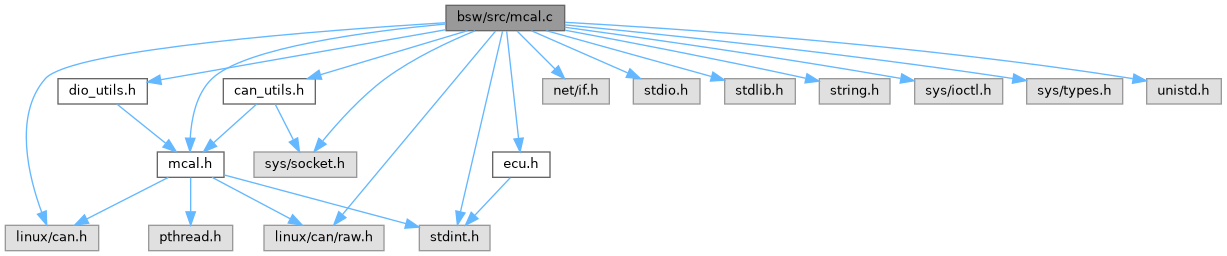 bsw/src/mcal.c
dio_utils.h
can_utils.h
net/if.h
stdio.h
stdlib.h
string.h
sys/ioctl.h
sys/types.h
unistd.h
mcal.h
sys/socket.h
ecu.h
linux/can.h
pthread.h
linux/can/raw.h
stdint.h